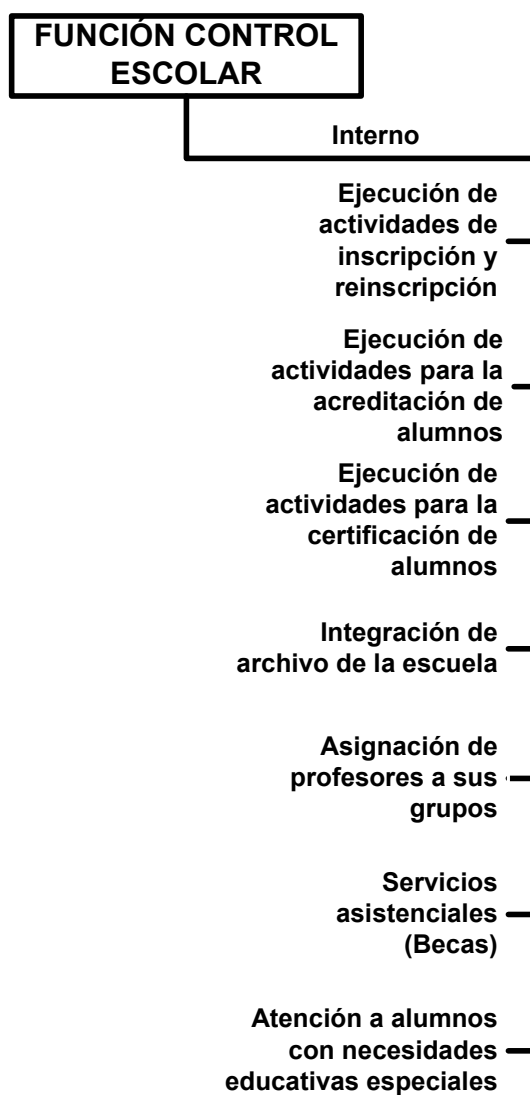 FUNCIÓN CONTROL
ESCOLAR
Interno
Ejecución de
actividades de
inscripción y
reinscripción
Ejecución de
actividades para la
acreditación de
alumnos
Ejecución de
actividades para la
certificación de
alumnos
Integración de
archivo de la escuela
Asignación de
profesores a sus
grupos
Servicios
asistenciales
(Becas)
Atención a alumnos
con necesidades
educativas especiales